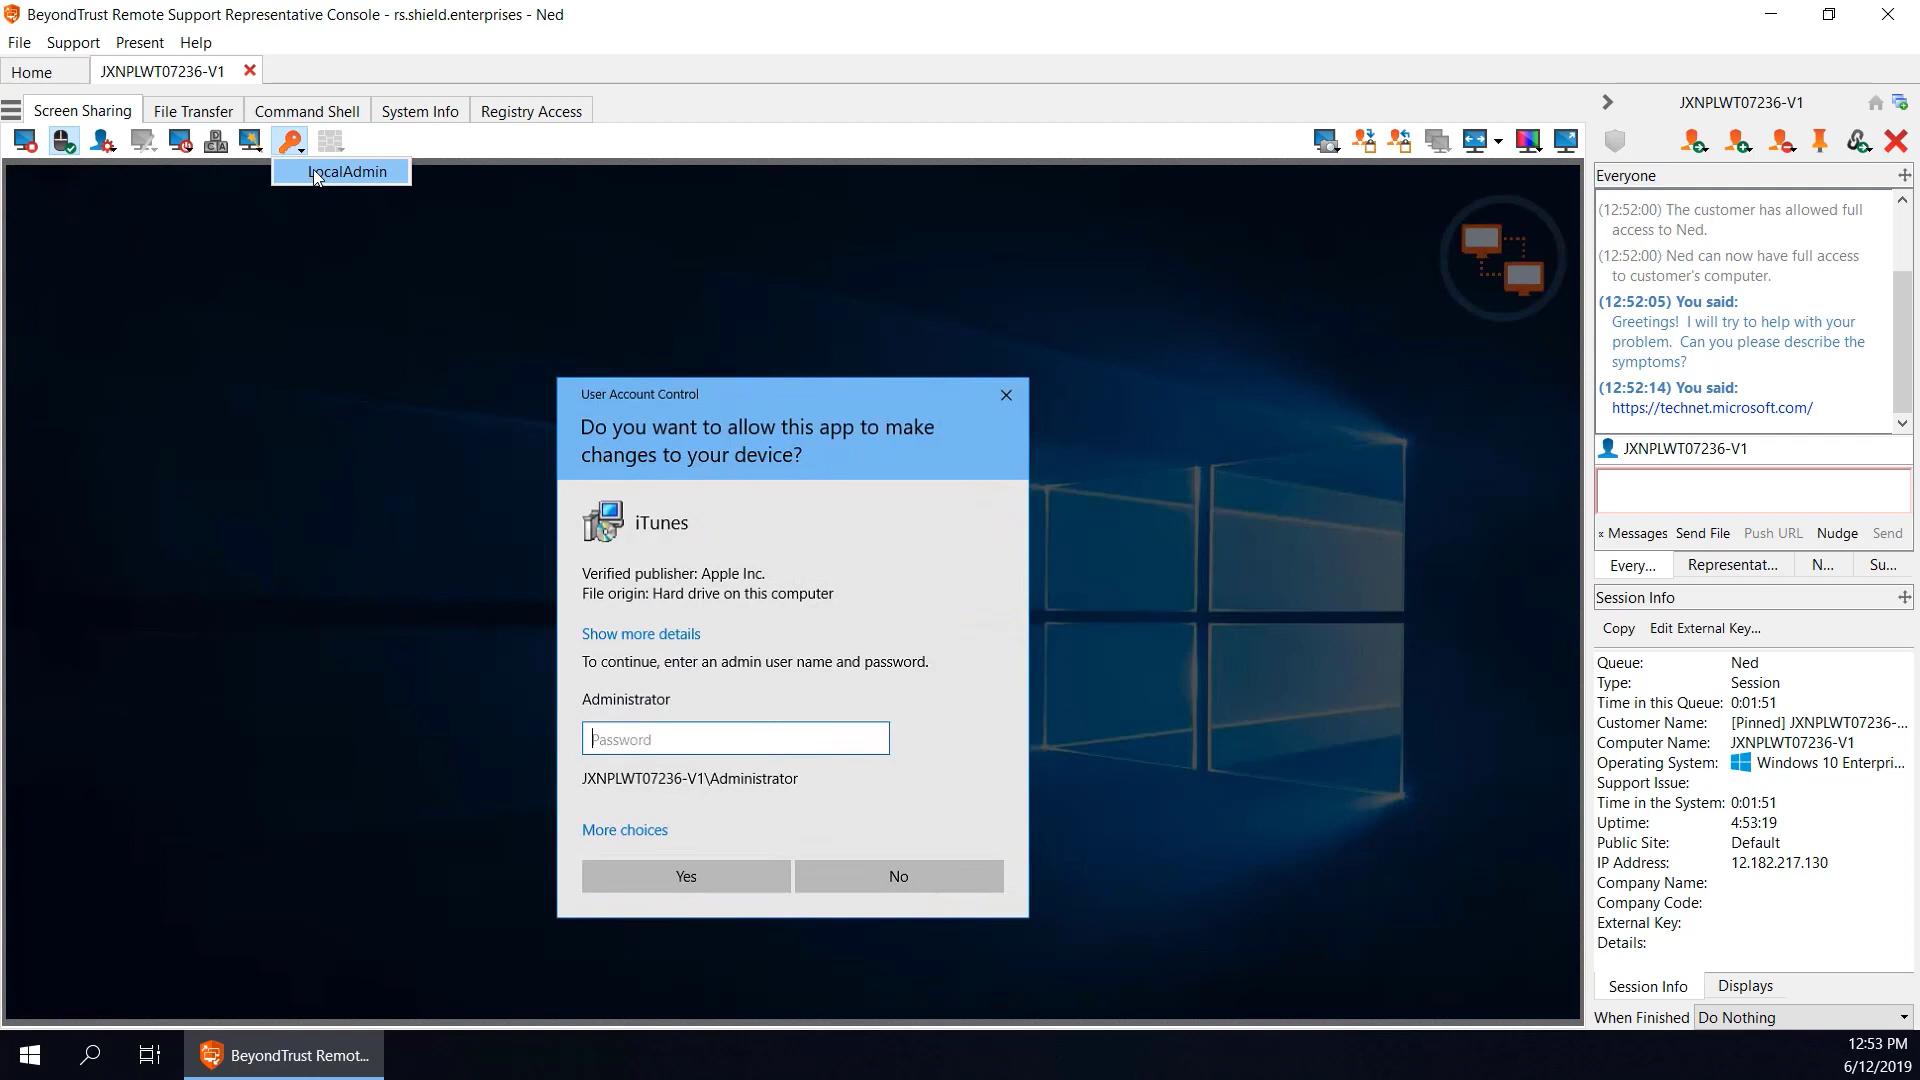 BeyondTrust Remote Support Representative Console - rs.shield.enterprises - Ned
File Support Present Help
Home JXNPLWT07236-V1
Screen Sharing File Transfer Command Shell System Info Registry Access
LocalAdmin
User Account Control
Do you want to allow this app to make
changes to your device?
iTunes
Verified publisher: Apple Inc.
File origin: Hard drive on this computer
Show more details
To continue, enter an admin user name and password.
Administrator
Password
JXNPLWT07236-V1\Administrator
More choices
Yes No
JXNPLWT07236-V1
Everyone
(12:52:00) The customer has allowed full
access to Ned.
(12:52:00) Ned can now have full access
to customer's computer.
(12:52:05) You said:
Greetings! I will try to help with your
problem. Can you please describe the
symptoms?
(12:52:14) You said:
https://technet.microsoft.com/
JXNPLWT07236-V1
Messages Send File Push URL Nudge Send
Every... Representat... N... Su...
Session Info
Copy Edit External Key...
Queue: Ned
Type: Session
Time in this Queue: 0:01:51
Customer Name: [Pinned] JXNPLWT07236-...
Computer Name: JXNPLWT07236-V1
Operating System: Windows 10 Enterpri...
Support Issue:
Time in the System: 0:01:51
Uptime: 4:53:19
Public Site: Default
IP Address: 12.182.217.130
Company Name:
Company Code:
External Key:
Details:
Session Info Displays
When Finished Do Nothing
BeyondTrust Remot...
12:53 PM
6/12/2019